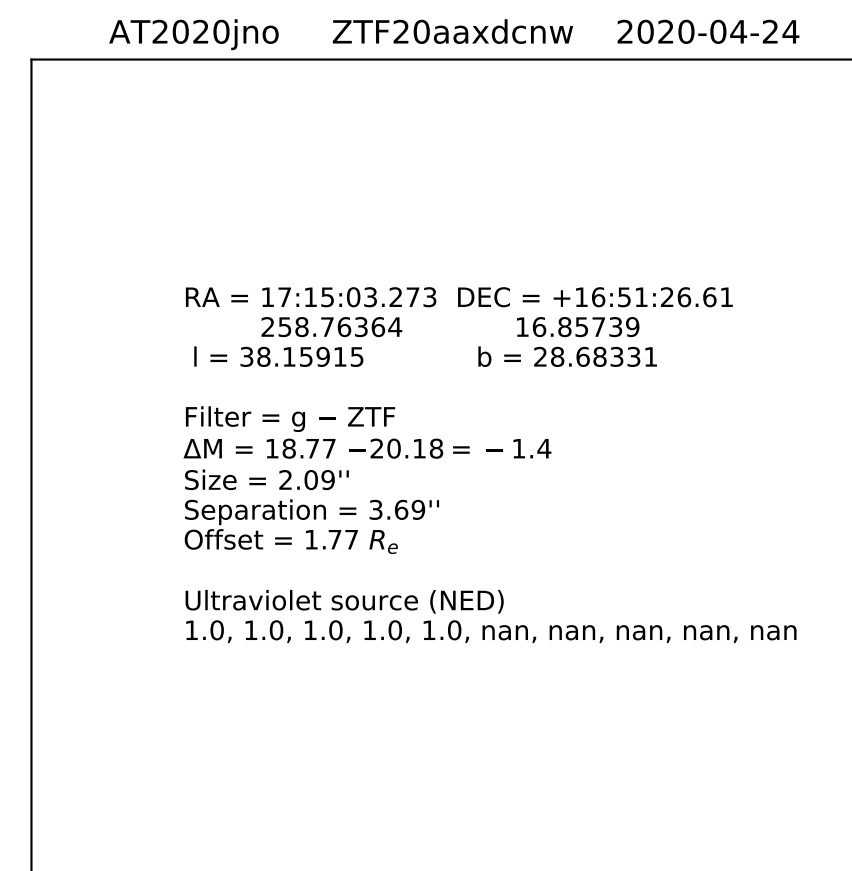 AT2020jno ZTF20aaxdcnw 2020-04-24
RA = 17:15:03.273 DEC = +16:51:26.61
258.76364 16.85739
l = 38.15915 b = 28.68331
Filter = g − ZTF
ΔM = 18.77 −20.18 = − 1.4
Size = 2.09''
Separation = 3.69''
Offset = 1.77 Rₑ
Ultraviolet source (NED)
1.0, 1.0, 1.0, 1.0, 1.0, nan, nan, nan, nan, nan